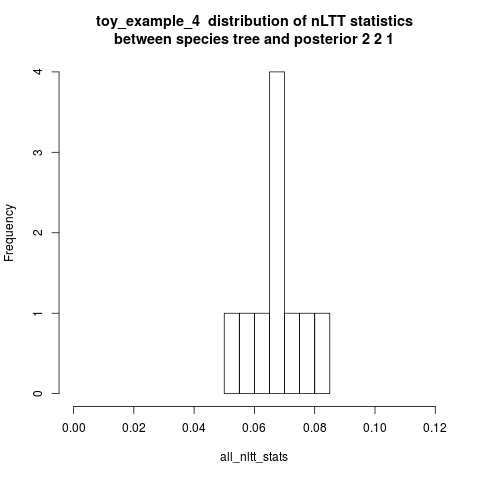 toy_example_4 distribution of nLTT statistics
between species tree and posterior 2 2 1
4
3
2
1
0
Frequency
0.00 0.02 0.04 0.06 0.08 0.10 0.12
all_nltt_stats